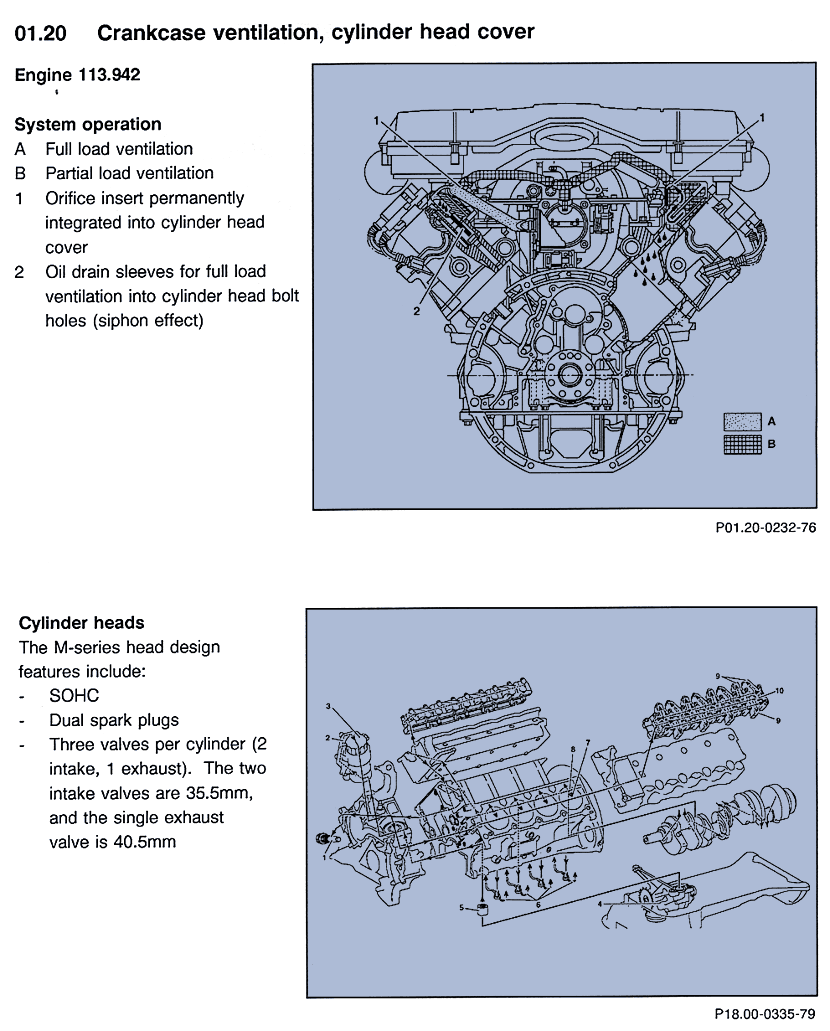 01.20 Crankcase ventilation, cylinder head cover
Engine 113.942
System operation
A Full load ventilation
B Partial load ventilation
1 Orifice insert permanently
integrated into cylinder head
cover
2 Oil drain sleeves for full load
ventilation into cylinder head bolt
holes (siphon effect)
1
1
2
A
B
P01.20-0232-76
Cylinder heads
The M-series head design
features include:
- SOHC
- Dual spark plugs
- Three valves per cylinder (2
intake, 1 exhaust). The two
intake valves are 35.5mm,
and the single exhaust
valve is 40.5mm
9
10
9
3
2
8
7
1
5
6
4
P18.00-0335-79